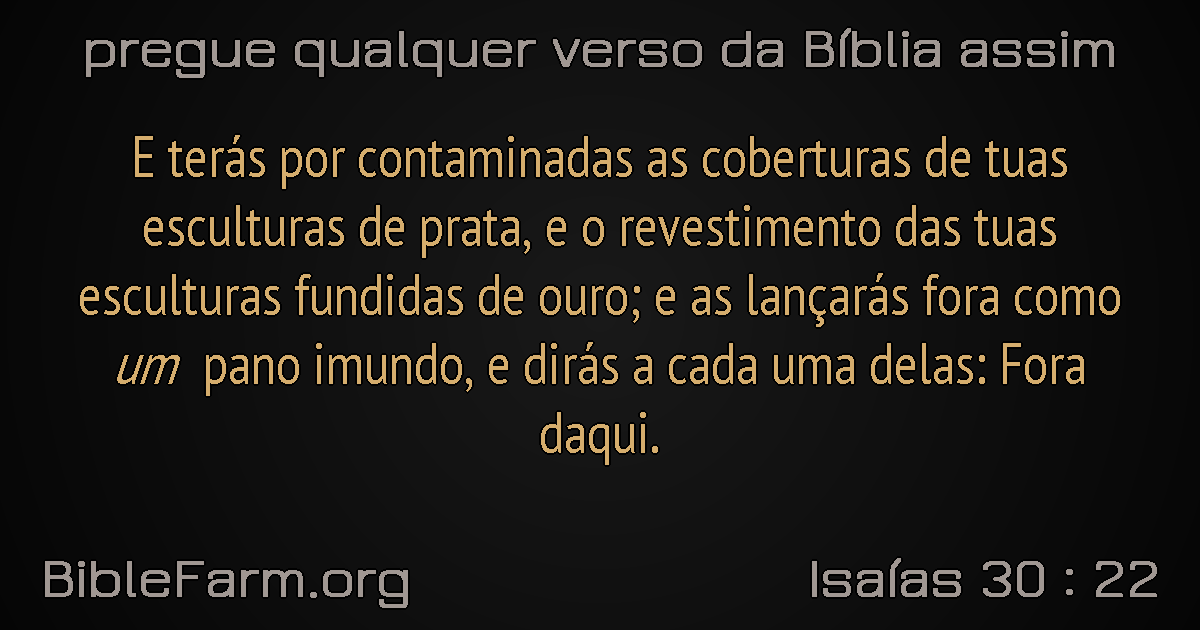 pregue qualquer verso da Bíblia assim
E terás por contaminadas as coberturas de tuas
esculturas de prata, e o revestimento das tuas
esculturas fundidas de ouro; e as lançarás fora como
um pano imundo, e dirás a cada uma delas: Fora
daqui.
BibleFarm.org
Isaías 30 : 22